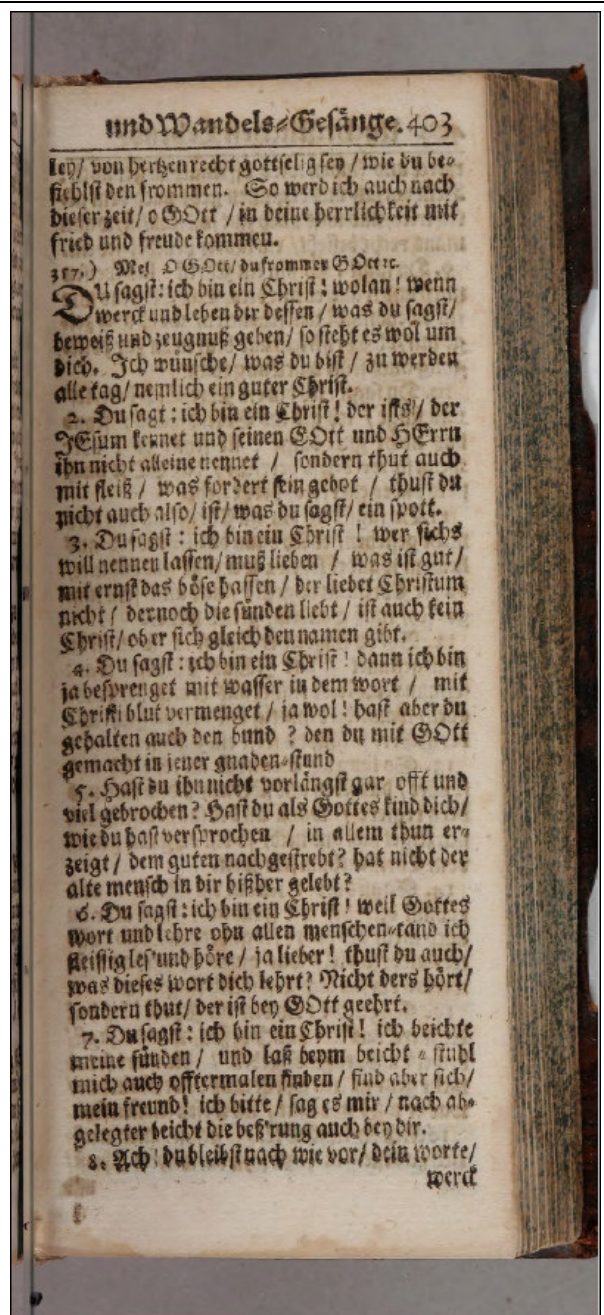 und Wandels-Gesänge. 403
ley/ von hertzen recht gottselig sey / wie du be-
fiehlst den frommen. So werd ich auch nach
dieser zeit/ o GOtt / in deine herrlichkeit mit
fried und freude kommen.
357.) Mel. O GOtt/ du frommer GOtt ꝛc.
DU sagst: ich bin ein Christ! wolan! wenn
werck und leben dir dessen / was du sagst/
beweiß und zeugnuß geben/ so steht es wol um
dich. Ich wünsche/ was du bist / zu werden
alle tag/ nemlich ein guter Christ.
2. Du sagt: ich bin ein Christ! der ists/ der
JEsum kennet und seinen GOtt und HErrn
ihn nicht alleine nennet / sondern thut auch
mit fleiß / was fordert sein gebot / thust du
nicht auch also/ ist/ was du sagst/ ein spott.
3. Du sagst: ich bin ein Christ ! wer sichs
will nennen lassen/ muß lieben / was ist gut/
mit ernst das böse hassen / der liebet Christum
nicht / der noch die sünden liebt / ist auch kein
Christ/ ob er sich gleich den namen gibt.
4. Du sagst: ich bin ein Christ! dann ich bin
ja besprenget mit wasser in dem wort / mit
Christi blut vermenget / ja wol! hast aber du
gehalten auch den bund ? den du mit GOtt
gemacht in jener gnaden-stund
5. Hast du ihn nicht vorlängst gar offt und
viel gebrochen? Hast du als Gottes kind dich/
wie du hast versprochen / in allem thun er-
zeigt / dem guten nachgestrebt? hat nicht der
alte mensch in dir bißher gelebt?
6. Du sagst: ich bin ein Christ! weil Gottes
wort und lehre ohn allen menschen-tand ich
fleissig les' und höre / ja lieber! thust du auch/
was dieses wort dich lehrt? Nicht ders hört/
sondern thut/ der ist bey GOtt geehrt.
7. Du sagst: ich bin ein Christ! ich beichte
meine sünden / und laß beym beicht-stuhl
mich auch offtermalen finden / find aber sich/
mein freund! ich bitte / sag es mir / nach ab-
gelegter beicht die beß'rung auch bey dir.
8. Ach! du bleibst nach wie vor/ dein worte/
werck